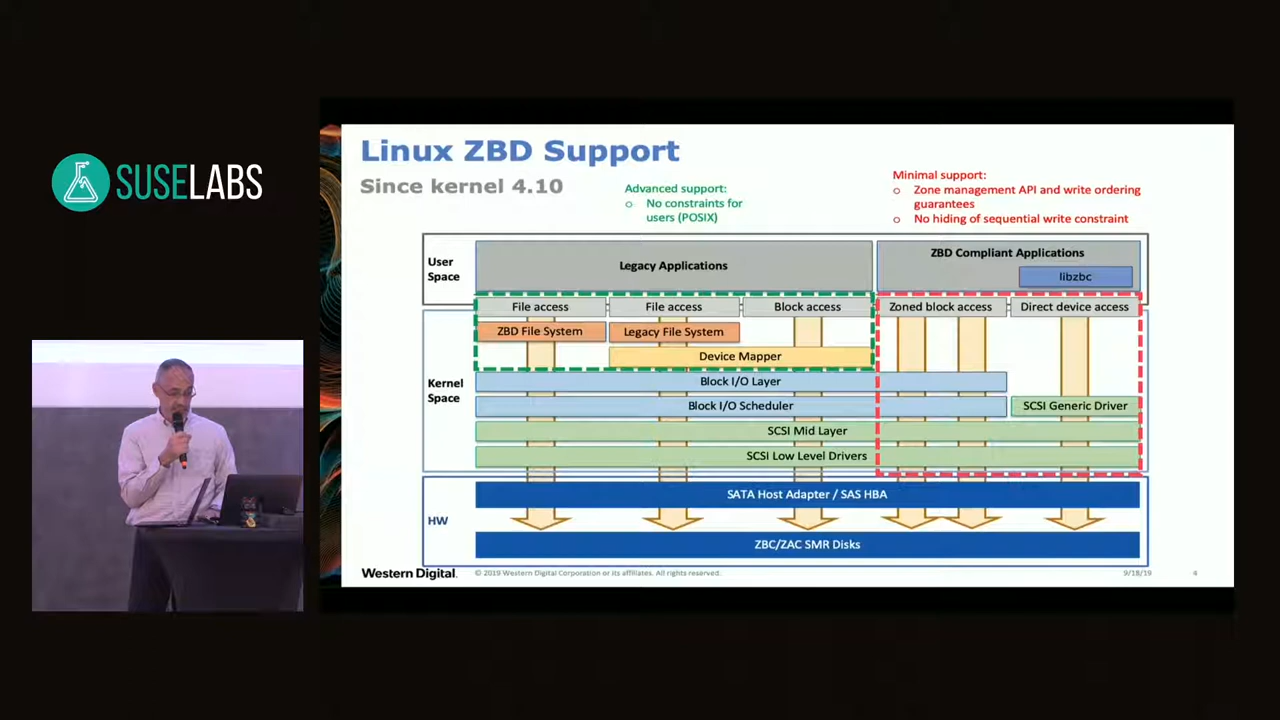 SUSELABS
Linux ZBD Support
Since kernel 4.10
Advanced support:
o No constraints for
users (POSIX)
Minimal support:
o Zone management API and write ordering
guarantees
o No hiding of sequential write constraint
User
Space
Legacy Applications
ZBD Compliant Applications
libzbc
File access
File access
Block access
Zoned block access
Direct device access
ZBD File System
Legacy File System
Device Mapper
Kernel
Space
Block I/O Layer
Block I/O Scheduler
SCSI Generic Driver
SCSI Mid Layer
SCSI Low Level Drivers
HW
SATA Host Adapter / SAS HBA
ZBC/ZAC SMR Disks
Western Digital.
© 2019 Western Digital Corporation or its affiliates. All rights reserved.
9/18/19
4